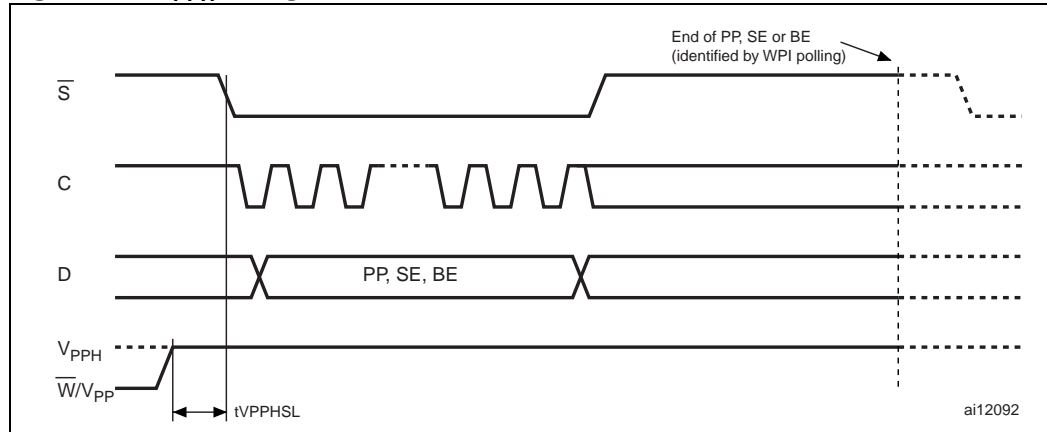 End of PP, SE or BE
(identified by WPI polling)
S
C
D
PP, SE, BE
VPPH
W/VPP
tVPPHSL
ai12092